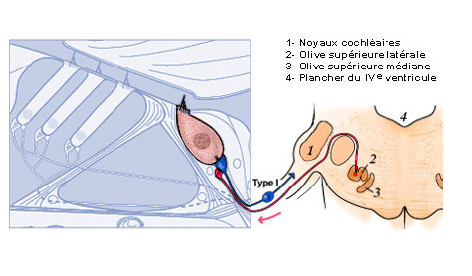 1- Noyaux cochléaires
2- Olive supérieure latérale
3 Olive supérieure médiane
4- Plancher du IVe ventricule
4
1
Type I
2
3